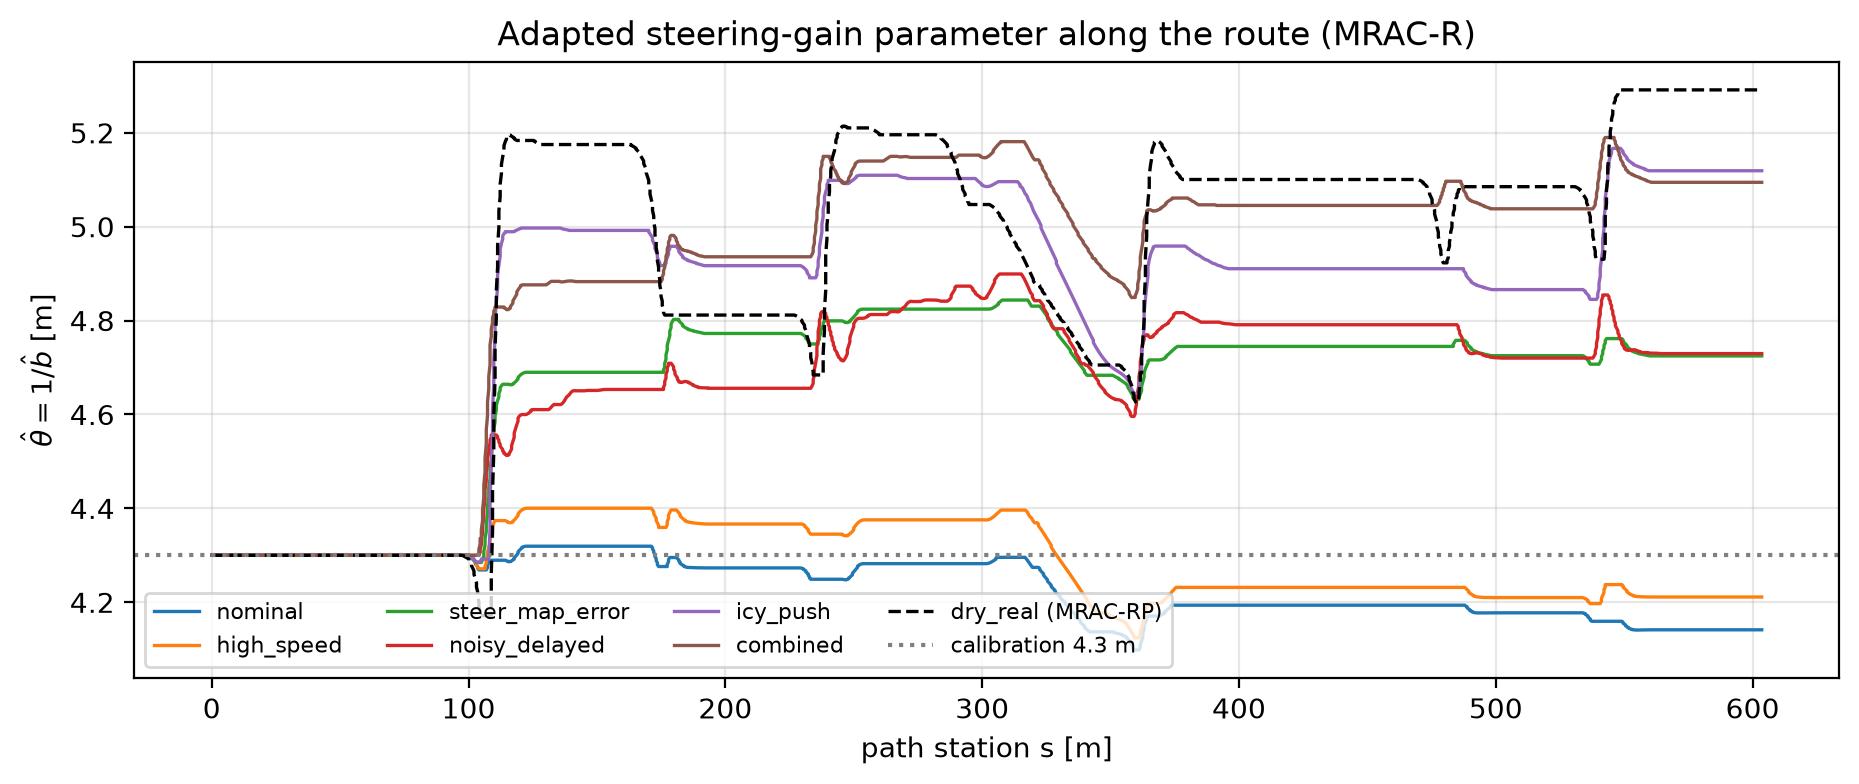 Adapted steering-gain parameter along the route (MRAC-R)
θ̂ = 1/b̂ [m]
5.2
5.0
4.8
4.6
4.4
4.2
nominal
high_speed
steer_map_error
noisy_delayed
icy_push
combined
dry_real (MRAC-RP)
calibration 4.3 m
0 100 200 300 400 500 600
path station s [m]